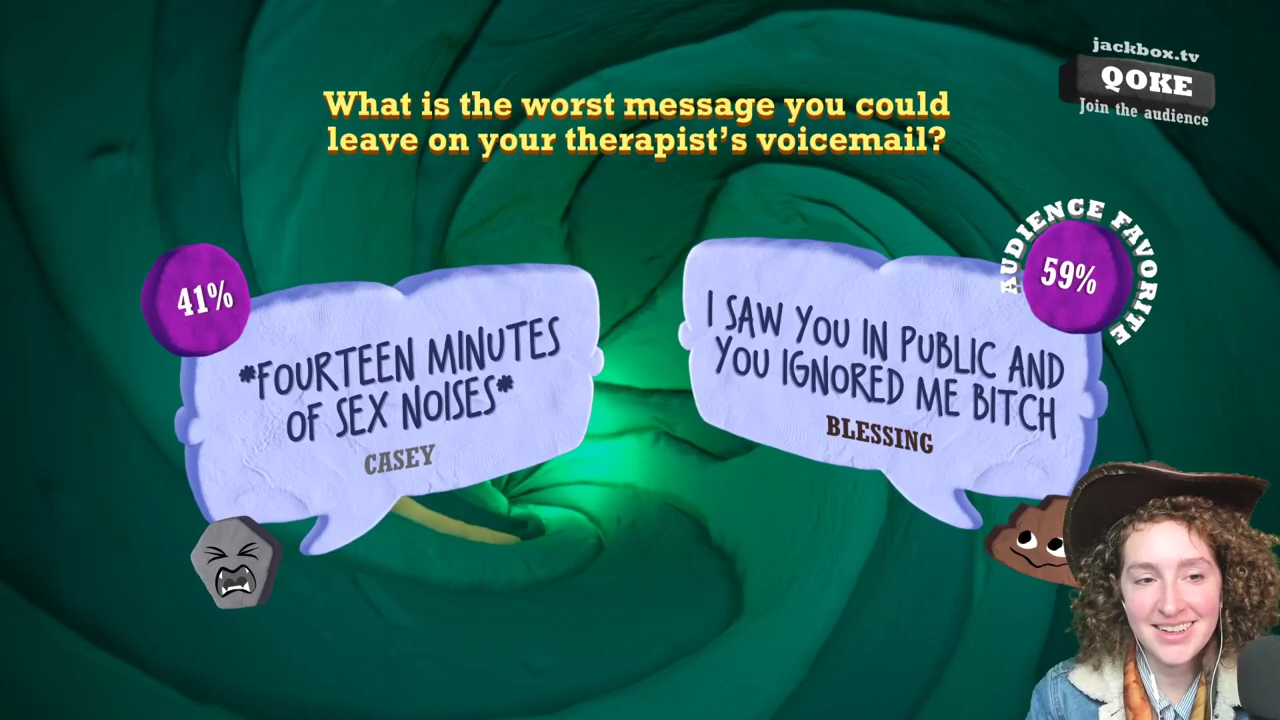 jackbox.tv
QOKE
Join the audience
What is the worst message you could
leave on your therapist's voicemail?
41%
*FOURTEEN MINUTES
OF SEX NOISES*
CASEY
AUDIENCE FAVORITE
59%
I SAW YOU IN PUBLIC AND
YOU IGNORED ME BITCH
BLESSING